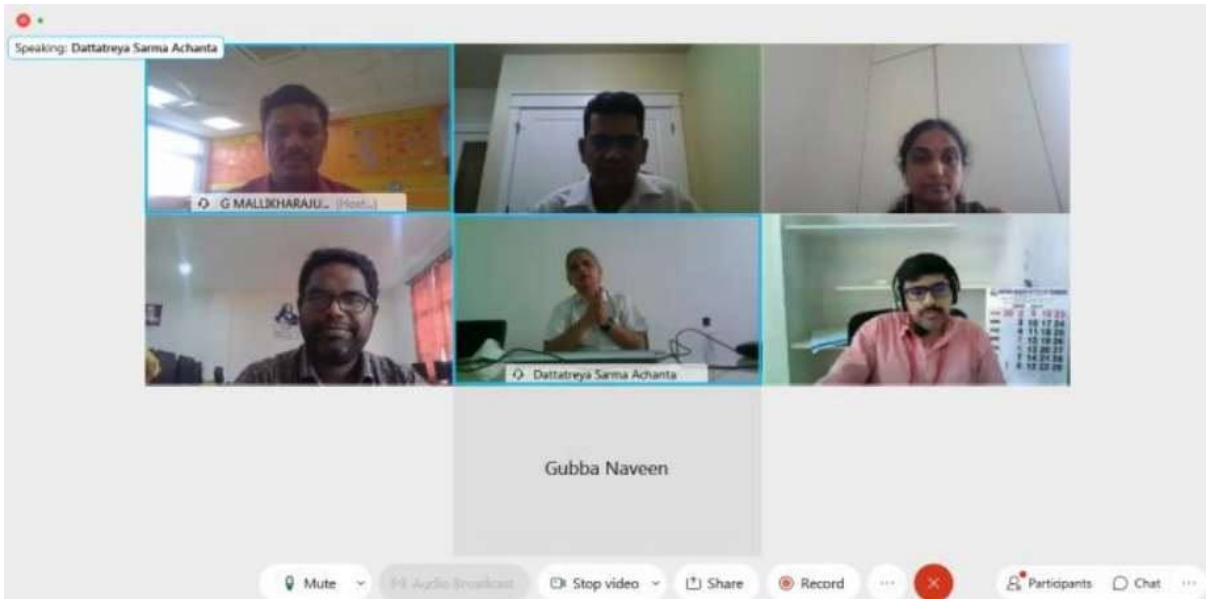 Speaking: Dattatreya Sarma Achanta
G MALLIKHARAJU... (Host...)
Dattatreya Sarma Achanta
Gubba Naveen
Mute
Audio Broadcast
Stop video
Share
Record
Participants
Chat